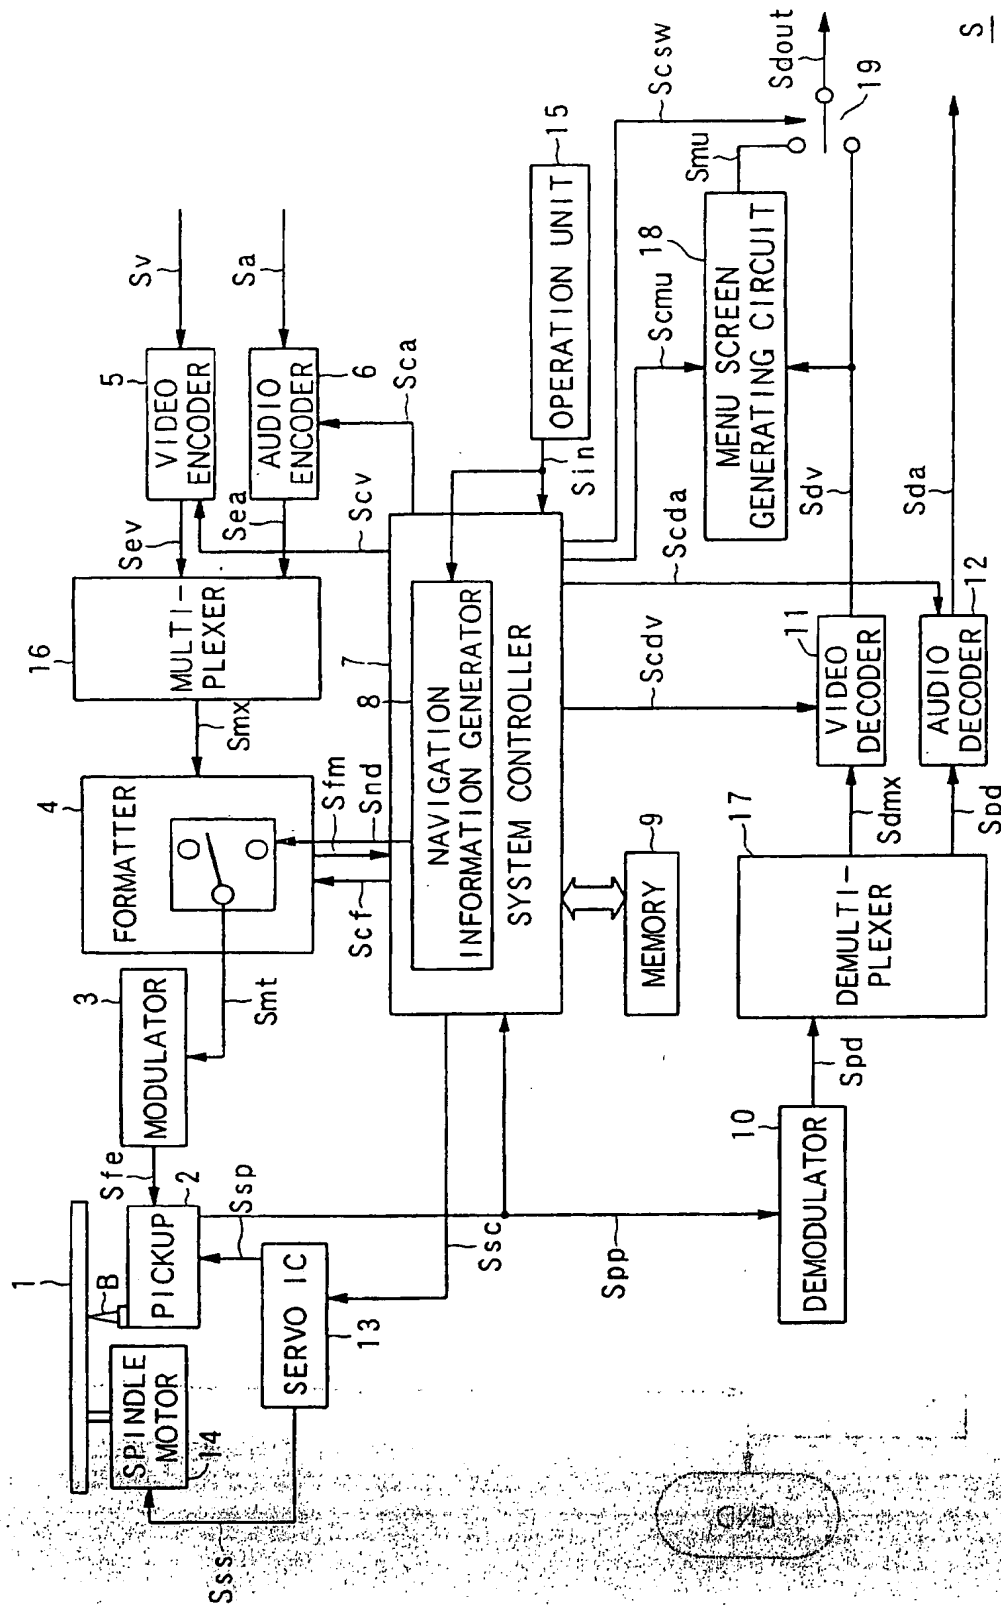 1
B
SPINDLE
MOTOR
14
Sss
PICKUP
2
Ssp
SERVO IC
13
Sfe
MODULATOR
3
Smt
FORMATTER
4
Smx
MULTI-
PLEXER
16
Sev
Sea
VIDEO
ENCODER
5
AUDIO
ENCODER
6
Sv
Sa
Scv
Sca
Scf
Sfm
Snd
7
8
NAVIGATION
INFORMATION GENERATOR
SYSTEM CONTROLLER
Ssc
Spp
MEMORY
9
Sin
OPERATION UNIT
15
Scsw
Scmu
Scda
Scdv
MENU SCREEN
GENERATING CIRCUIT
18
Smu
Sdout
19
DEMODULATOR
10
Spd
DEMULTI-
PLEXER
17
Sdmx
Spd
VIDEO
DECODER
11
AUDIO
DECODER
12
Sdv
Sda
S
END